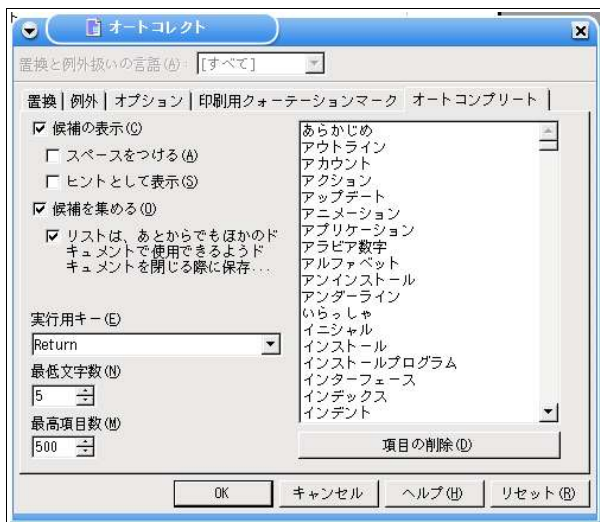 オートコレクト
置換と例外扱いの言語(A): [すべて]
置換 例外 オプション 印刷用クォーテーションマーク オートコンプリート
候補の表示(C)
スペースをつける(A)
ヒントとして表示(S)
候補を集める(O)
リストは、あとからでもほかのド
キュメントで使用できるようド
キュメントを閉じる際に保存...
実行用キー(E)
Return
最低文字数(N)
5
最高項目数(M)
500
あらかじめ
アウトライン
アカウント
アクション
アップデート
アニメーション
アプリケーション
アラビア数字
アルファベット
アンインストール
アンダーライン
いらっしゃ
イニシャル
インストール
インストールプログラム
インターフェース
インデックス
インデント
項目の削除(D)
OK キャンセル ヘルプ(H) リセット(R)